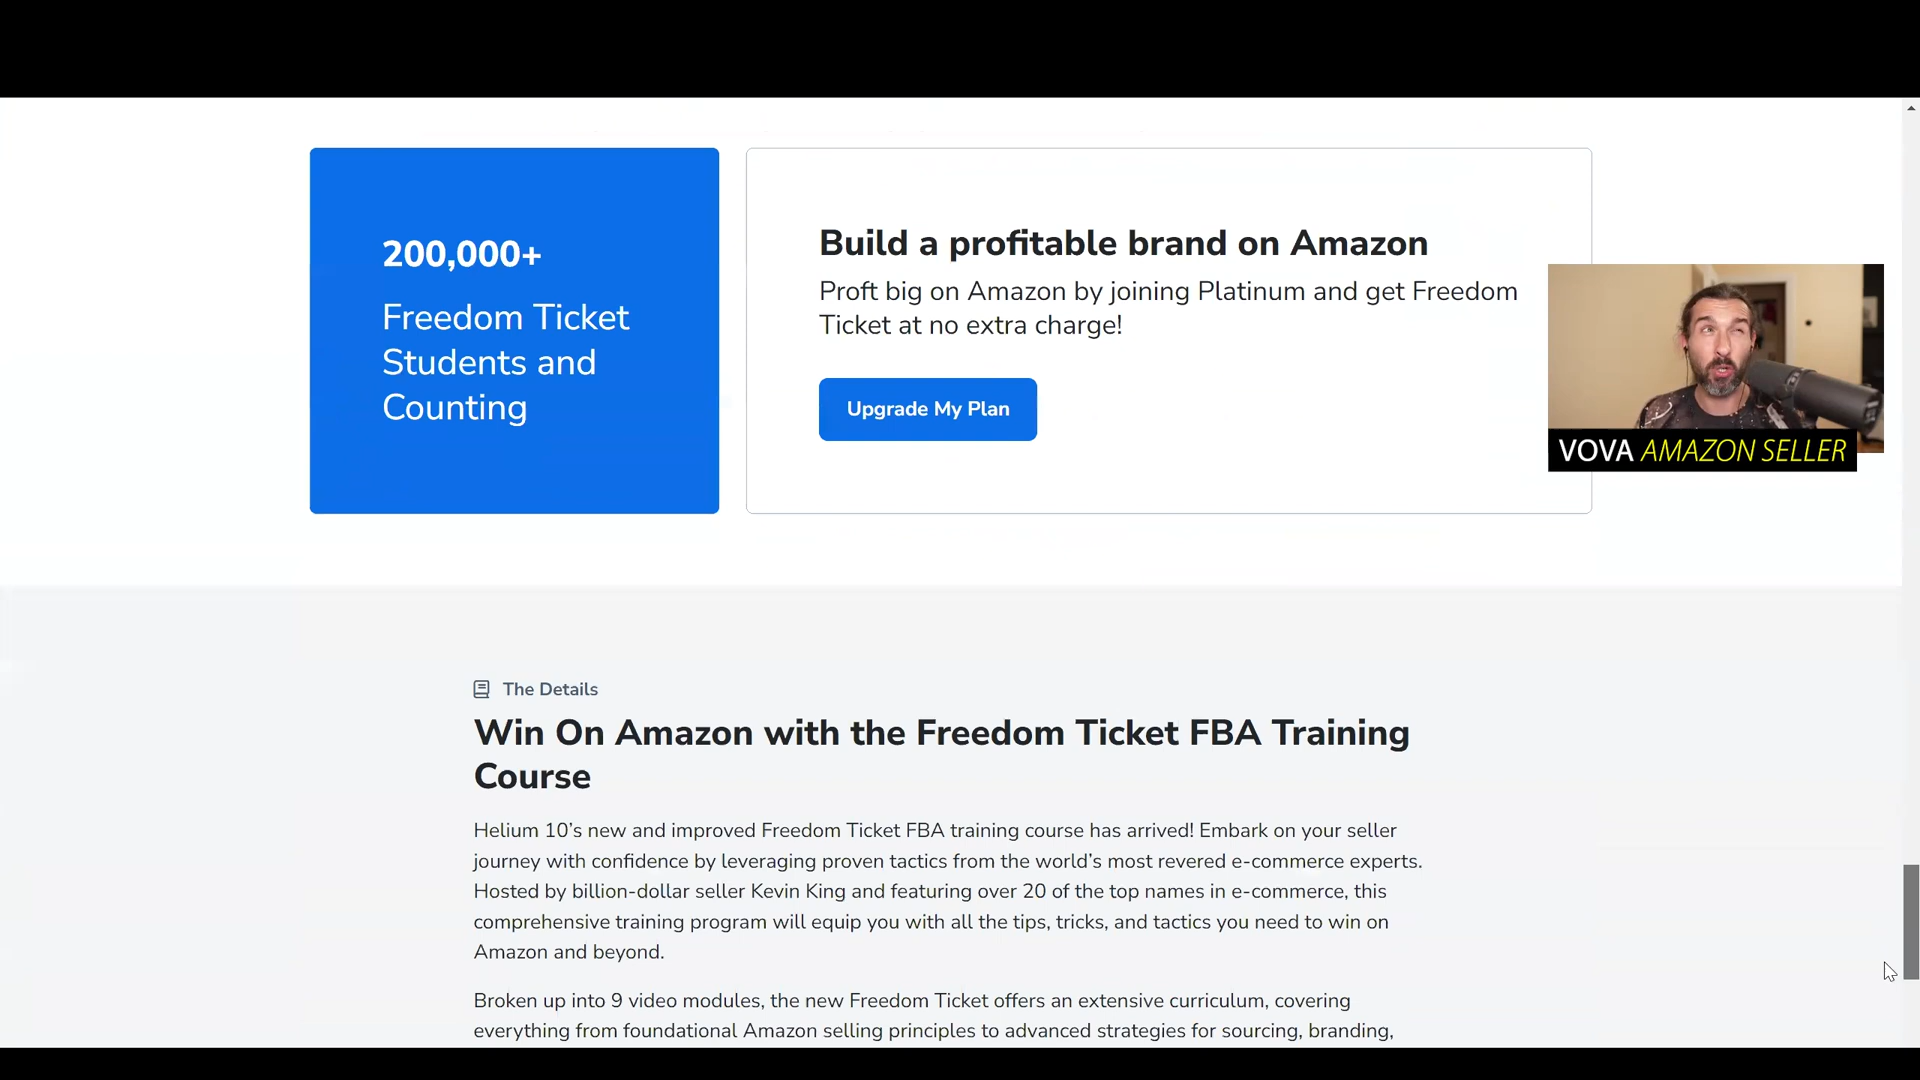 200,000+
Freedom Ticket
Students and
Counting
Build a profitable brand on Amazon
Proft big on Amazon by joining Platinum and get Freedom
Ticket at no extra charge!
Upgrade My Plan
VOVA AMAZON SELLER
The Details
Win On Amazon with the Freedom Ticket FBA Training
Course
Helium 10’s new and improved Freedom Ticket FBA training course has arrived! Embark on your seller
journey with confidence by leveraging proven tactics from the world’s most revered e-commerce experts.
Hosted by billion-dollar seller Kevin King and featuring over 20 of the top names in e-commerce, this
comprehensive training program will equip you with all the tips, tricks, and tactics you need to win on
Amazon and beyond.
Broken up into 9 video modules, the new Freedom Ticket offers an extensive curriculum, covering
everything from foundational Amazon selling principles to advanced strategies for sourcing, branding,